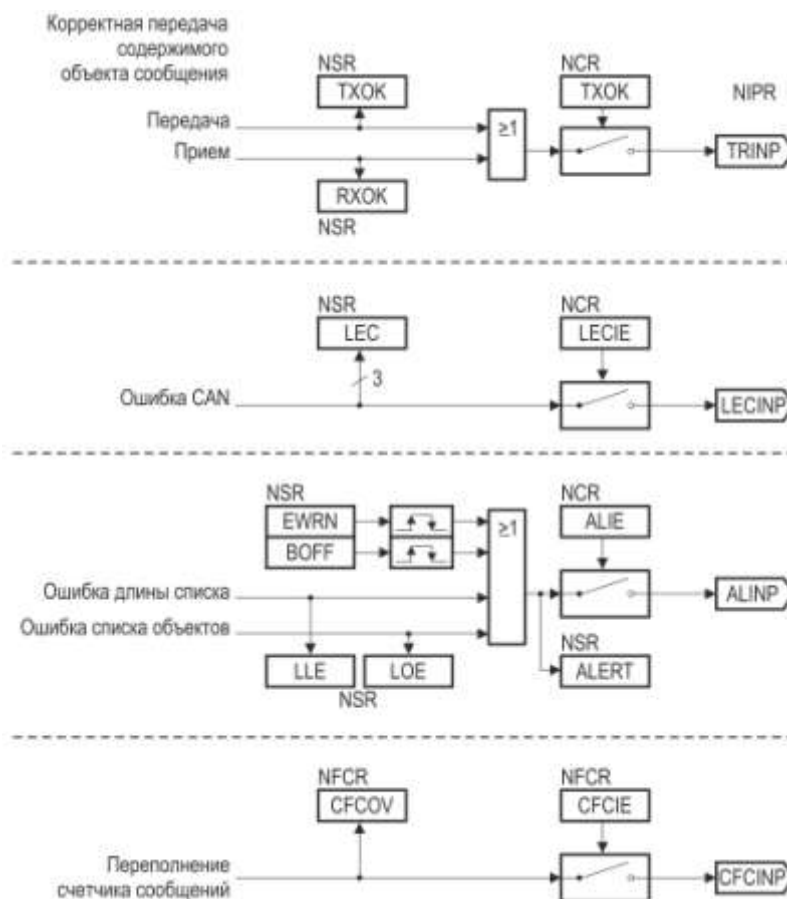 Корректная передача
содержимого
объекта сообщения
NSR
NCR
TXOK
TXOK
NIPR
Передача
≥1
Прием
TRINP
RXOK
NSR
NSR
NCR
LEC
LECIE
3
Ошибка CAN
LECINP
NSR
NCR
EWRN
≥1
ALIE
BOFF
Ошибка длины списка
ALINP
Ошибка списка объектов
NSR
LLE
LOE
ALERT
NSR
NFCR
NFCR
CFCOV
CFCIE
Переполнение
счетчика сообщений
CFCINP